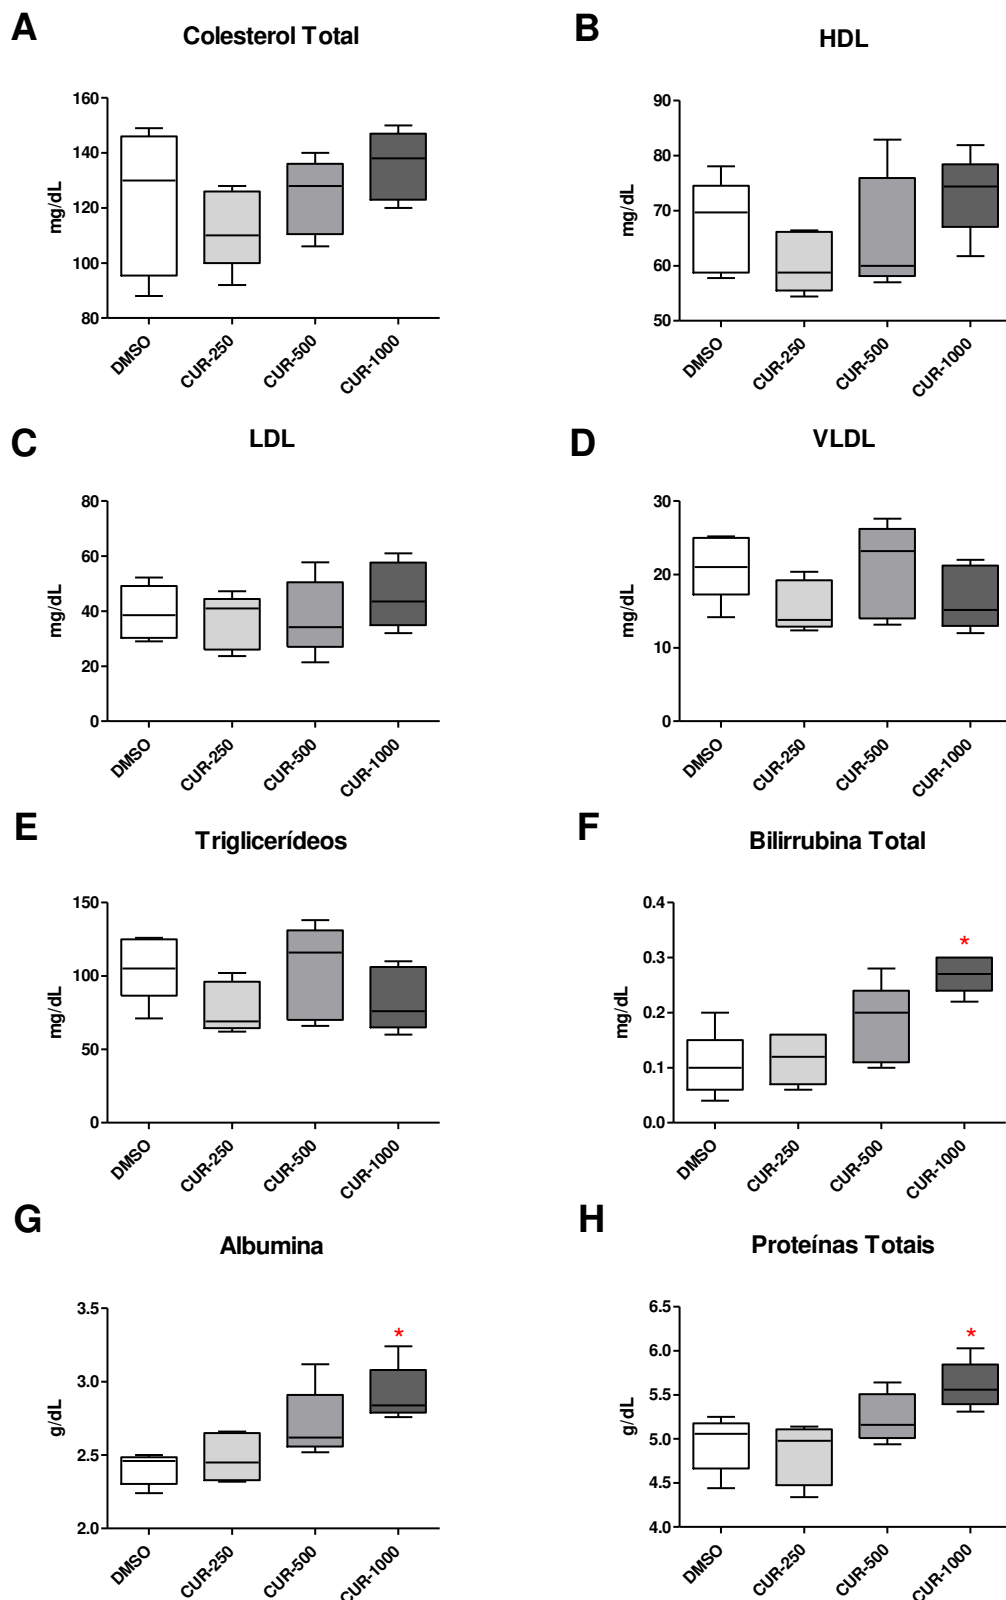 A
Colesterol Total
mg/dL
160
140
120
100
80
DMSO
CUR-250
CUR-500
CUR-1000
B
HDL
mg/dL
90
80
70
60
50
DMSO
CUR-250
CUR-500
CUR-1000
C
LDL
mg/dL
80
60
40
20
0
DMSO
CUR-250
CUR-500
CUR-1000
D
VLDL
mg/dL
30
20
10
0
DMSO
CUR-250
CUR-500
CUR-1000
E
Triglicerídeos
mg/dL
150
100
50
0
DMSO
CUR-250
CUR-500
CUR-1000
F
Bilirrubina Total
mg/dL
0.4
0.3
0.2
0.1
0.0
*
DMSO
CUR-250
CUR-500
CUR-1000
G
Albumina
g/dL
3.5
3.0
2.5
2.0
*
DMSO
CUR-250
CUR-500
CUR-1000
H
Proteínas Totais
g/dL
6.5
6.0
5.5
5.0
4.5
4.0
*
DMSO
CUR-250
CUR-500
CUR-1000